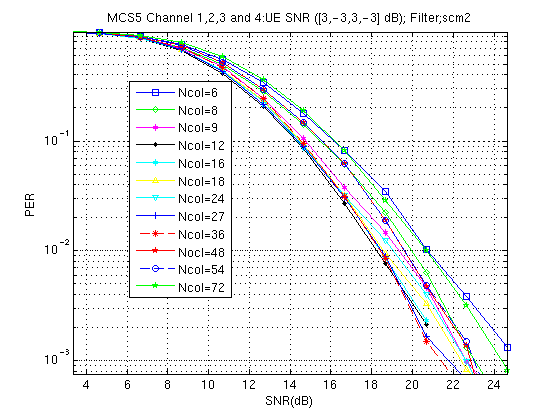 MCS5 Channel 1,2,3 and 4:UE SNR ([3,−3,3,−3] dB); Filter;scm2
PER
10⁻¹
10⁻²
10⁻³
Ncol=6
Ncol=8
Ncol=9
Ncol=12
Ncol=16
Ncol=18
Ncol=24
Ncol=27
Ncol=36
Nocl=48
Ncol=54
Ncol=72
4 6 8 10 12 14 16 18 20 22 24
SNR(dB)